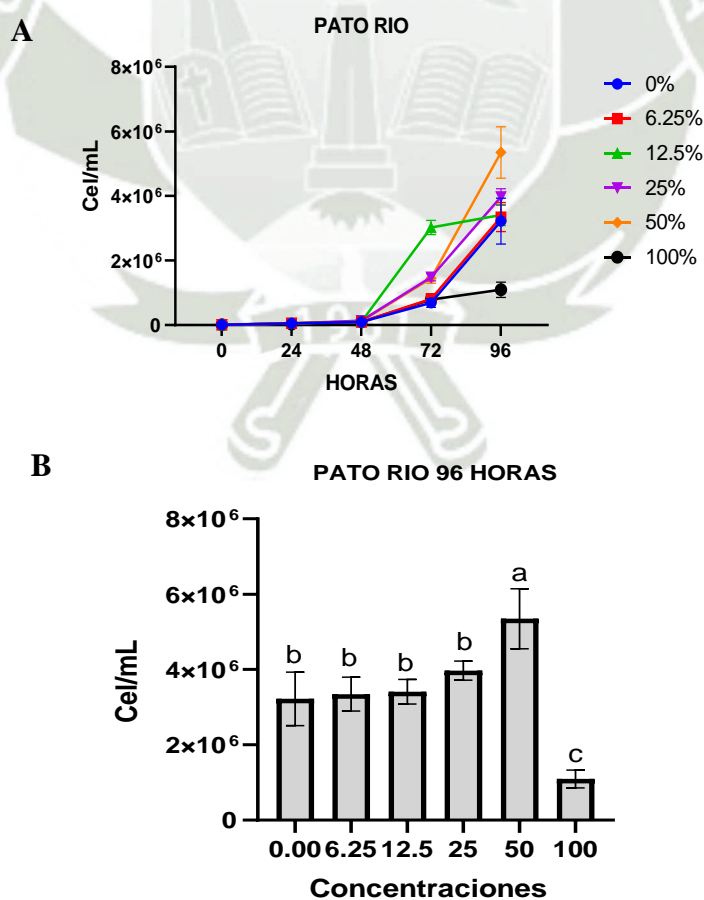 A
PATO RIO
8×10⁶
6×10⁶
4×10⁶
2×10⁶
0
Cel/mL
0 24 48 72 96
HORAS
0%
6.25%
12.5%
25%
50%
100%
B
PATO RIO 96 HORAS
8×10⁶
6×10⁶
4×10⁶
2×10⁶
0
Cel/mL
b b b b a c
0.00 6.25 12.5 25 50 100
Concentraciones